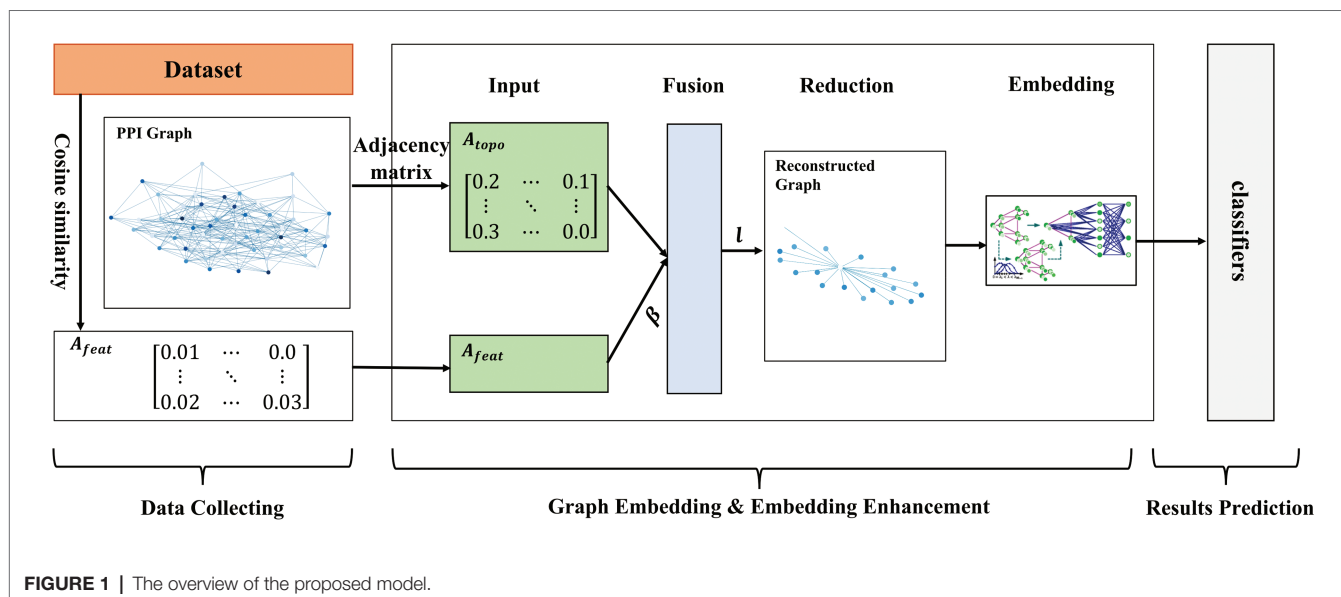 Dataset
Cosine similarity
PPI Graph
A_feat
[0.01 ⋯ 0.0
⋮ ⋱ ⋮
0.02 ⋯ 0.03]
Adjacency
matrix
Input
Fusion
Reduction
Embedding
A_topo
[0.2 ⋯ 0.1
⋮ ⋱ ⋮
0.3 ⋯ 0.0]
A_feat
β
l
Reconstructed
Graph
classifiers
Data Collecting
Graph Embedding & Embedding Enhancement
Results Prediction
FIGURE 1 | The overview of the proposed model.